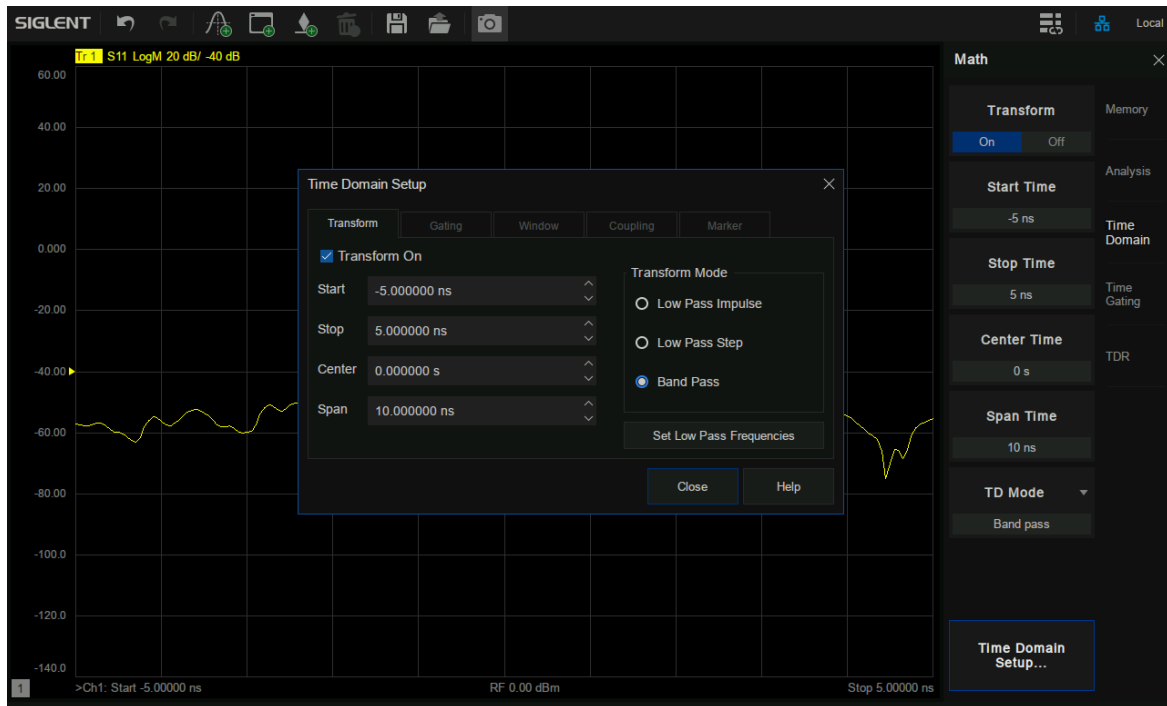 SIGLENT
Local
Tr 1 S11 LogM 20 dB/ -40 dB
60.00
40.00
20.00
0.000
-20.00
-40.00
-60.00
-80.00
-100.0
-120.0
-140.0
1
>Ch1: Start -5.00000 ns
RF 0.00 dBm
Stop 5.00000 ns
Time Domain Setup
Transform
Gating
Window
Coupling
Marker
Transform On
Start
-5.000000 ns
Stop
5.000000 ns
Center
0.000000 s
Span
10.000000 ns
Transform Mode
Low Pass Impulse
Low Pass Step
Band Pass
Set Low Pass Frequencies
Close
Help
Math
Transform
On
Off
Start Time
-5 ns
Stop Time
5 ns
Center Time
0 s
Span Time
10 ns
TD Mode
Band pass
Time Domain
Setup...
Memory
Analysis
Time
Domain
Time
Gating
TDR